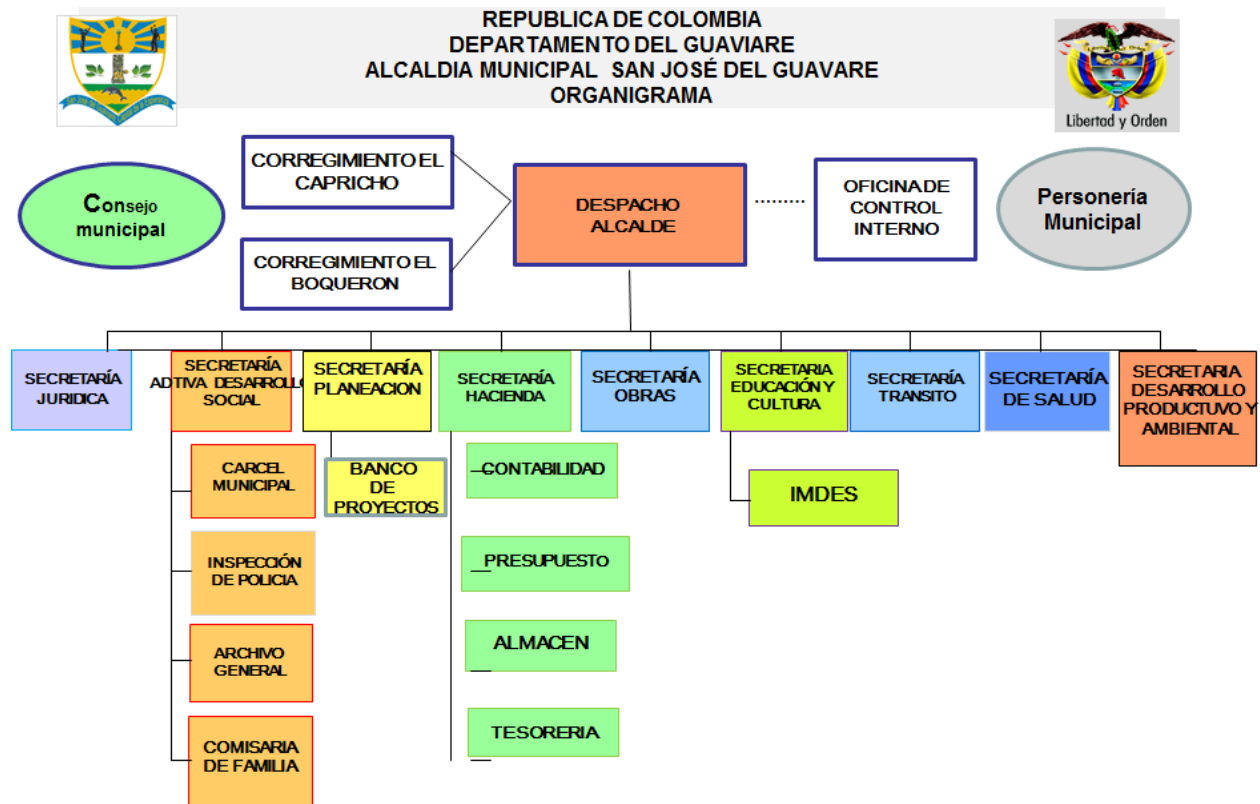 REPUBLICA DE COLOMBIA
DEPARTAMENTO DEL GUAVIARE
ALCALDIA MUNICIPAL SAN JOSÉ DEL GUAVARE
ORGANIGRAMA
Libertad y Orden
Consejo
municipal
CORREGIMIENTO EL
CAPRICHO
CORREGIMIENTO EL
BOQUERON
DESPACHO
ALCALDE
OFICINA DE
CONTROL
INTERNO
Personería
Municipal
SECRETARÍA
JURIDICA
SECRETARÍA
ADTIVA DESARROLLO
SOCIAL
SECRETARÍA
PLANEACION
SECRETARÍA
HACIENDA
SECRETARÍA
OBRAS
SECRETARIA
EDUCACIÓN Y
CULTURA
SECRETARÍA
TRANSITO
SECRETARÍA
DE SALUD
SECRETARIA
DESARROLLO
PRODUCTUVO Y
AMBIENTAL
CARCEL
MUNICIPAL
INSPECCIÓN
DE POLICIA
ARCHIVO
GENERAL
COMISARIA
DE FAMILIA
BANCO
DE
PROYECTOS
CONTABILIDAD
PRESUPUESTO
ALMACEN
TESORERIA
IMDES